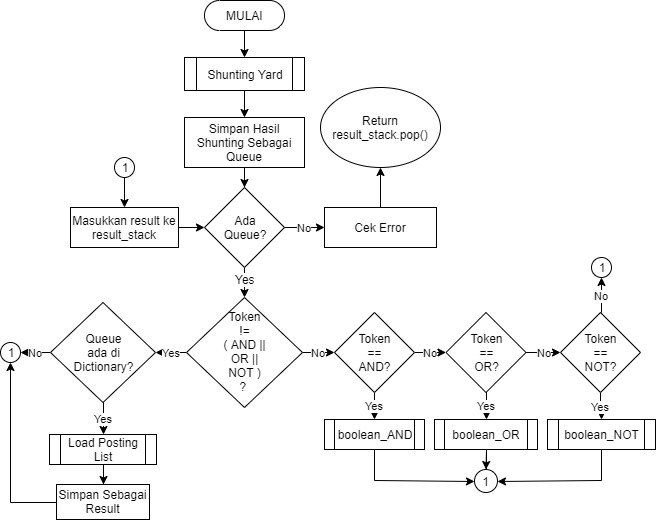 MULAI
Shunting Yard
Simpan Hasil
Shunting Sebagai
Queue
Return
result_stack.pop()
1
Masukkan result ke
result_stack
Ada
Queue?
No
Cek Error
Yes
1
No
Token
!=
( AND ||
OR ||
NOT )
?
Yes
Queue
ada di
Dictionary?
No
1
No
Token
==
AND?
No
Token
==
OR?
No
Token
==
NOT?
Yes
Load Posting
List
Simpan Sebagai
Result
Yes
boolean_AND
Yes
boolean_OR
Yes
boolean_NOT
1